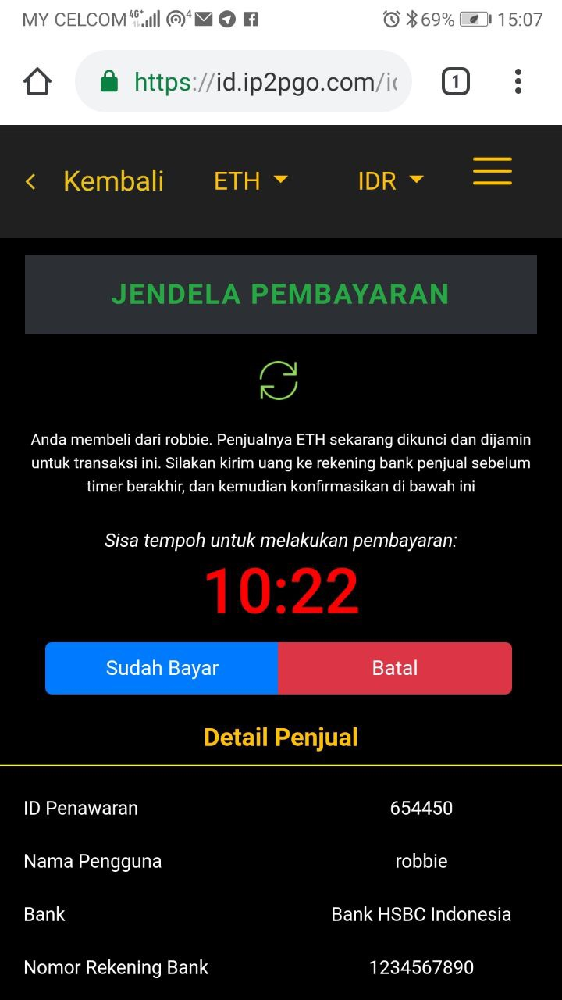 MY CELCOM 4G+ 4 69% 15:07
https://id.ip2pgo.com/ic 1
Kembali ETH IDR
JENDELA PEMBAYARAN
Anda membeli dari robbie. Penjualnya ETH sekarang dikunci dan dijamin
untuk transaksi ini. Silakan kirim uang ke rekening bank penjual sebelum
timer berakhir, dan kemudian konfirmasikan di bawah ini
Sisa tempoh untuk melakukan pembayaran:
10:22
Sudah Bayar Batal
Detail Penjual
ID Penawaran 654450
Nama Pengguna robbie
Bank Bank HSBC Indonesia
Nomor Rekening Bank 1234567890